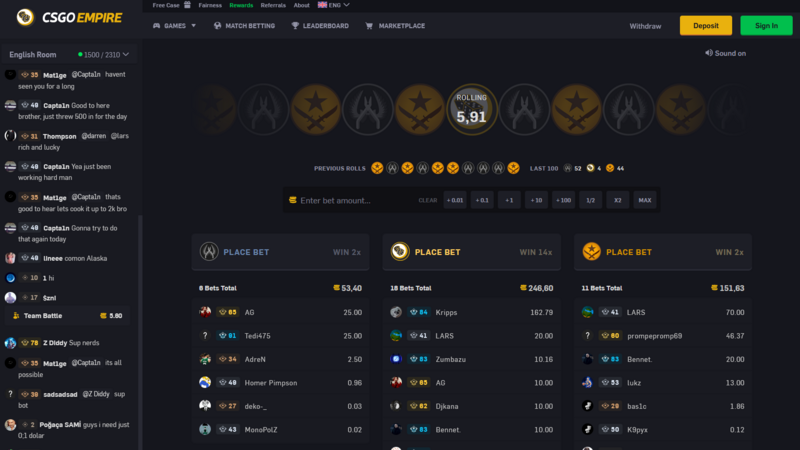 Free Case
Fairness
Rewards
Referrals
About
ENG
CSGOEMPIRE
GAMES
MATCH BETTING
LEADERBOARD
MARKETPLACE
Withdraw
Deposit
Sign In
English Room
1500 / 2310
Sound on
35 Mat1ge @Capta1n havent
seen you for a long
49 Capta1n Good to here
brother, just threw 500 in for the day
31 Thompson @darren @lars
rich and lucky
49 Capta1n Yea just been
working hard man
35 Mat1ge @Capta1n thats
good to hear lets cook it up to 2k bro
49 Capta1n Gonna try to do
that again today
49 lineee comon Alaska
10 1 hi
17 $znl
Team Battle 5.80
78 Z Diddy Sup nerds
35 Mat1ge @Capta1n its all
possible
? 30 sadsadsad @Z Diddy sup
bot
2 Poğaça SAMİ guys i need just
0,1 dolar
ROLLING
5,91
PREVIOUS ROLLS
LAST 100 52 4 44
Enter bet amount...
CLEAR
+ 0.01
+ 0.1
+ 1
+ 10
+ 100
1/2
X2
MAX
PLACE BET WIN 2x
6 Bets Total 53,40
65 AG 25.00
? 91 Tedi475 25.00
34 AdreN 2.50
49 Homer Pimpson 0.96
27 deko-_ 0.03
43 MonoPolZ 0.02
PLACE BET WIN 14x
18 Bets Total 246,60
84 Kripps 162.79
41 LARS 20.00
93 Zumbazu 10.16
65 AG 10.00
62 Djkana 10.00
83 Bennet. 10.00
PLACE BET WIN 2x
11 Bets Total 151,63
41 LARS 70.00
? 60 prompepromp69 46.37
83 Bennet. 20.00
53 lukz 13.00
29 bas1c 1.86
50 K9pyx 0.12